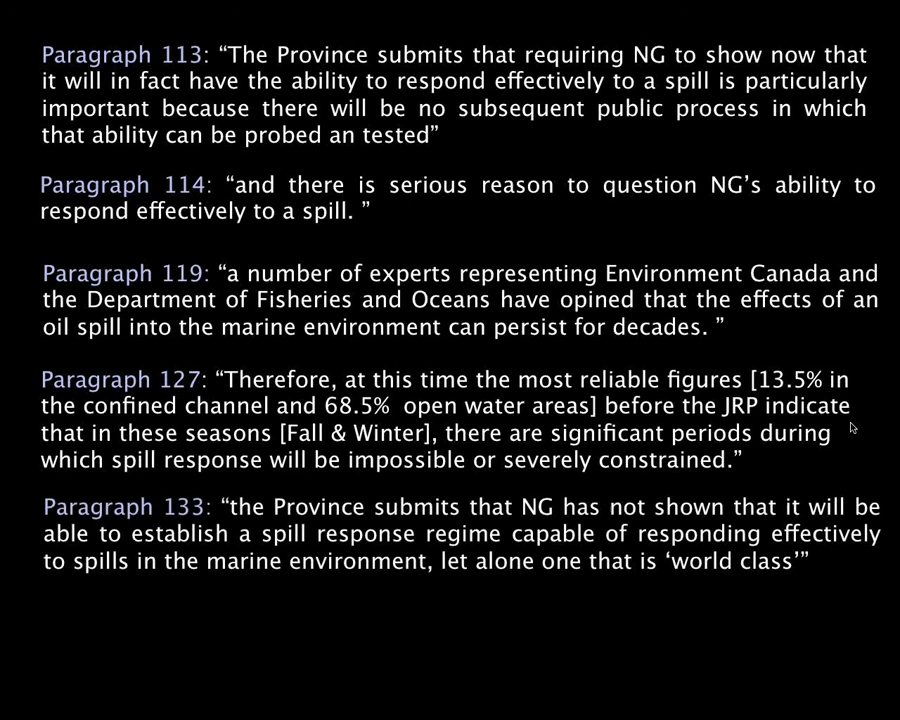 Paragraph 113: “The Province submits that requiring NG to show now that
it will in fact have the ability to respond effectively to a spill is particularly
important because there will be no subsequent public process in which
that ability can be probed an tested”
Paragraph 114: “and there is serious reason to question NG’s ability to
respond effectively to a spill. ”
Paragraph 119: “a number of experts representing Environment Canada and
the Department of Fisheries and Oceans have opined that the effects of an
oil spill into the marine environment can persist for decades. ”
Paragraph 127: “Therefore, at this time the most reliable figures [13.5% in
the confined channel and 68.5% open water areas] before the JRP indicate
that in these seasons [Fall & Winter], there are significant periods during
which spill response will be impossible or severely constrained.”
Paragraph 133: “the Province submits that NG has not shown that it will be
able to establish a spill response regime capable of responding effectively
to spills in the marine environment, let alone one that is ‘world class’”